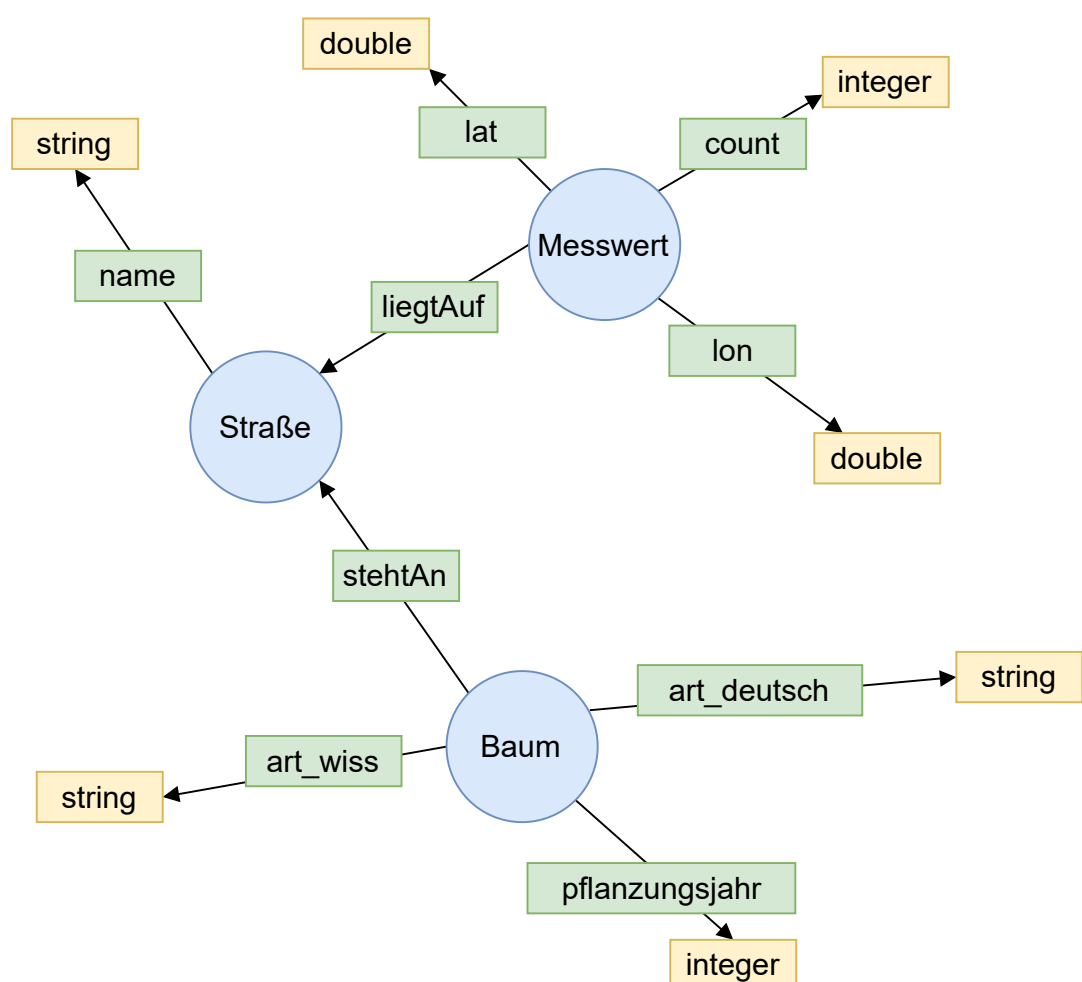 double
integer
lat
count
string
Messwert
name
liegtAuf
lon
Straße
double
stehtAn
string
art_deutsch
Baum
art_wiss
string
pflanzungsjahr
integer